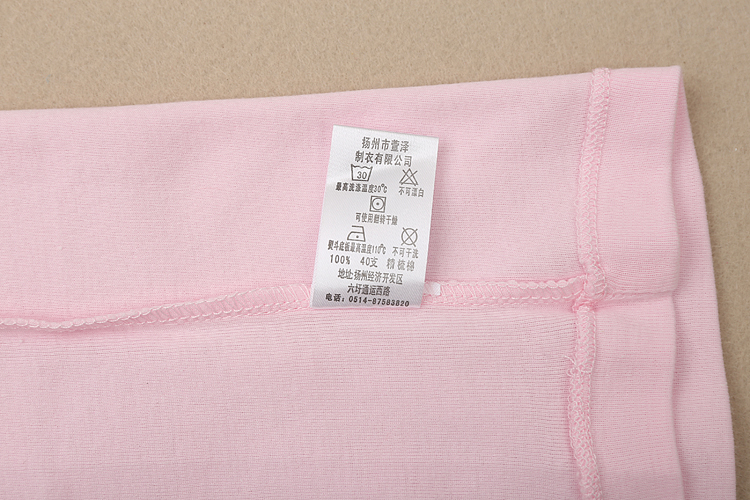 扬州市萱泽
制衣有限公司
30
最高洗涤温度30℃ 不可漂白
可使用翻转干燥
熨斗底板最高温度110℃ 不可干洗
100% 40支 精梳棉
地址:扬州经济开发区
六圩通运西路
电话:0514-87583820